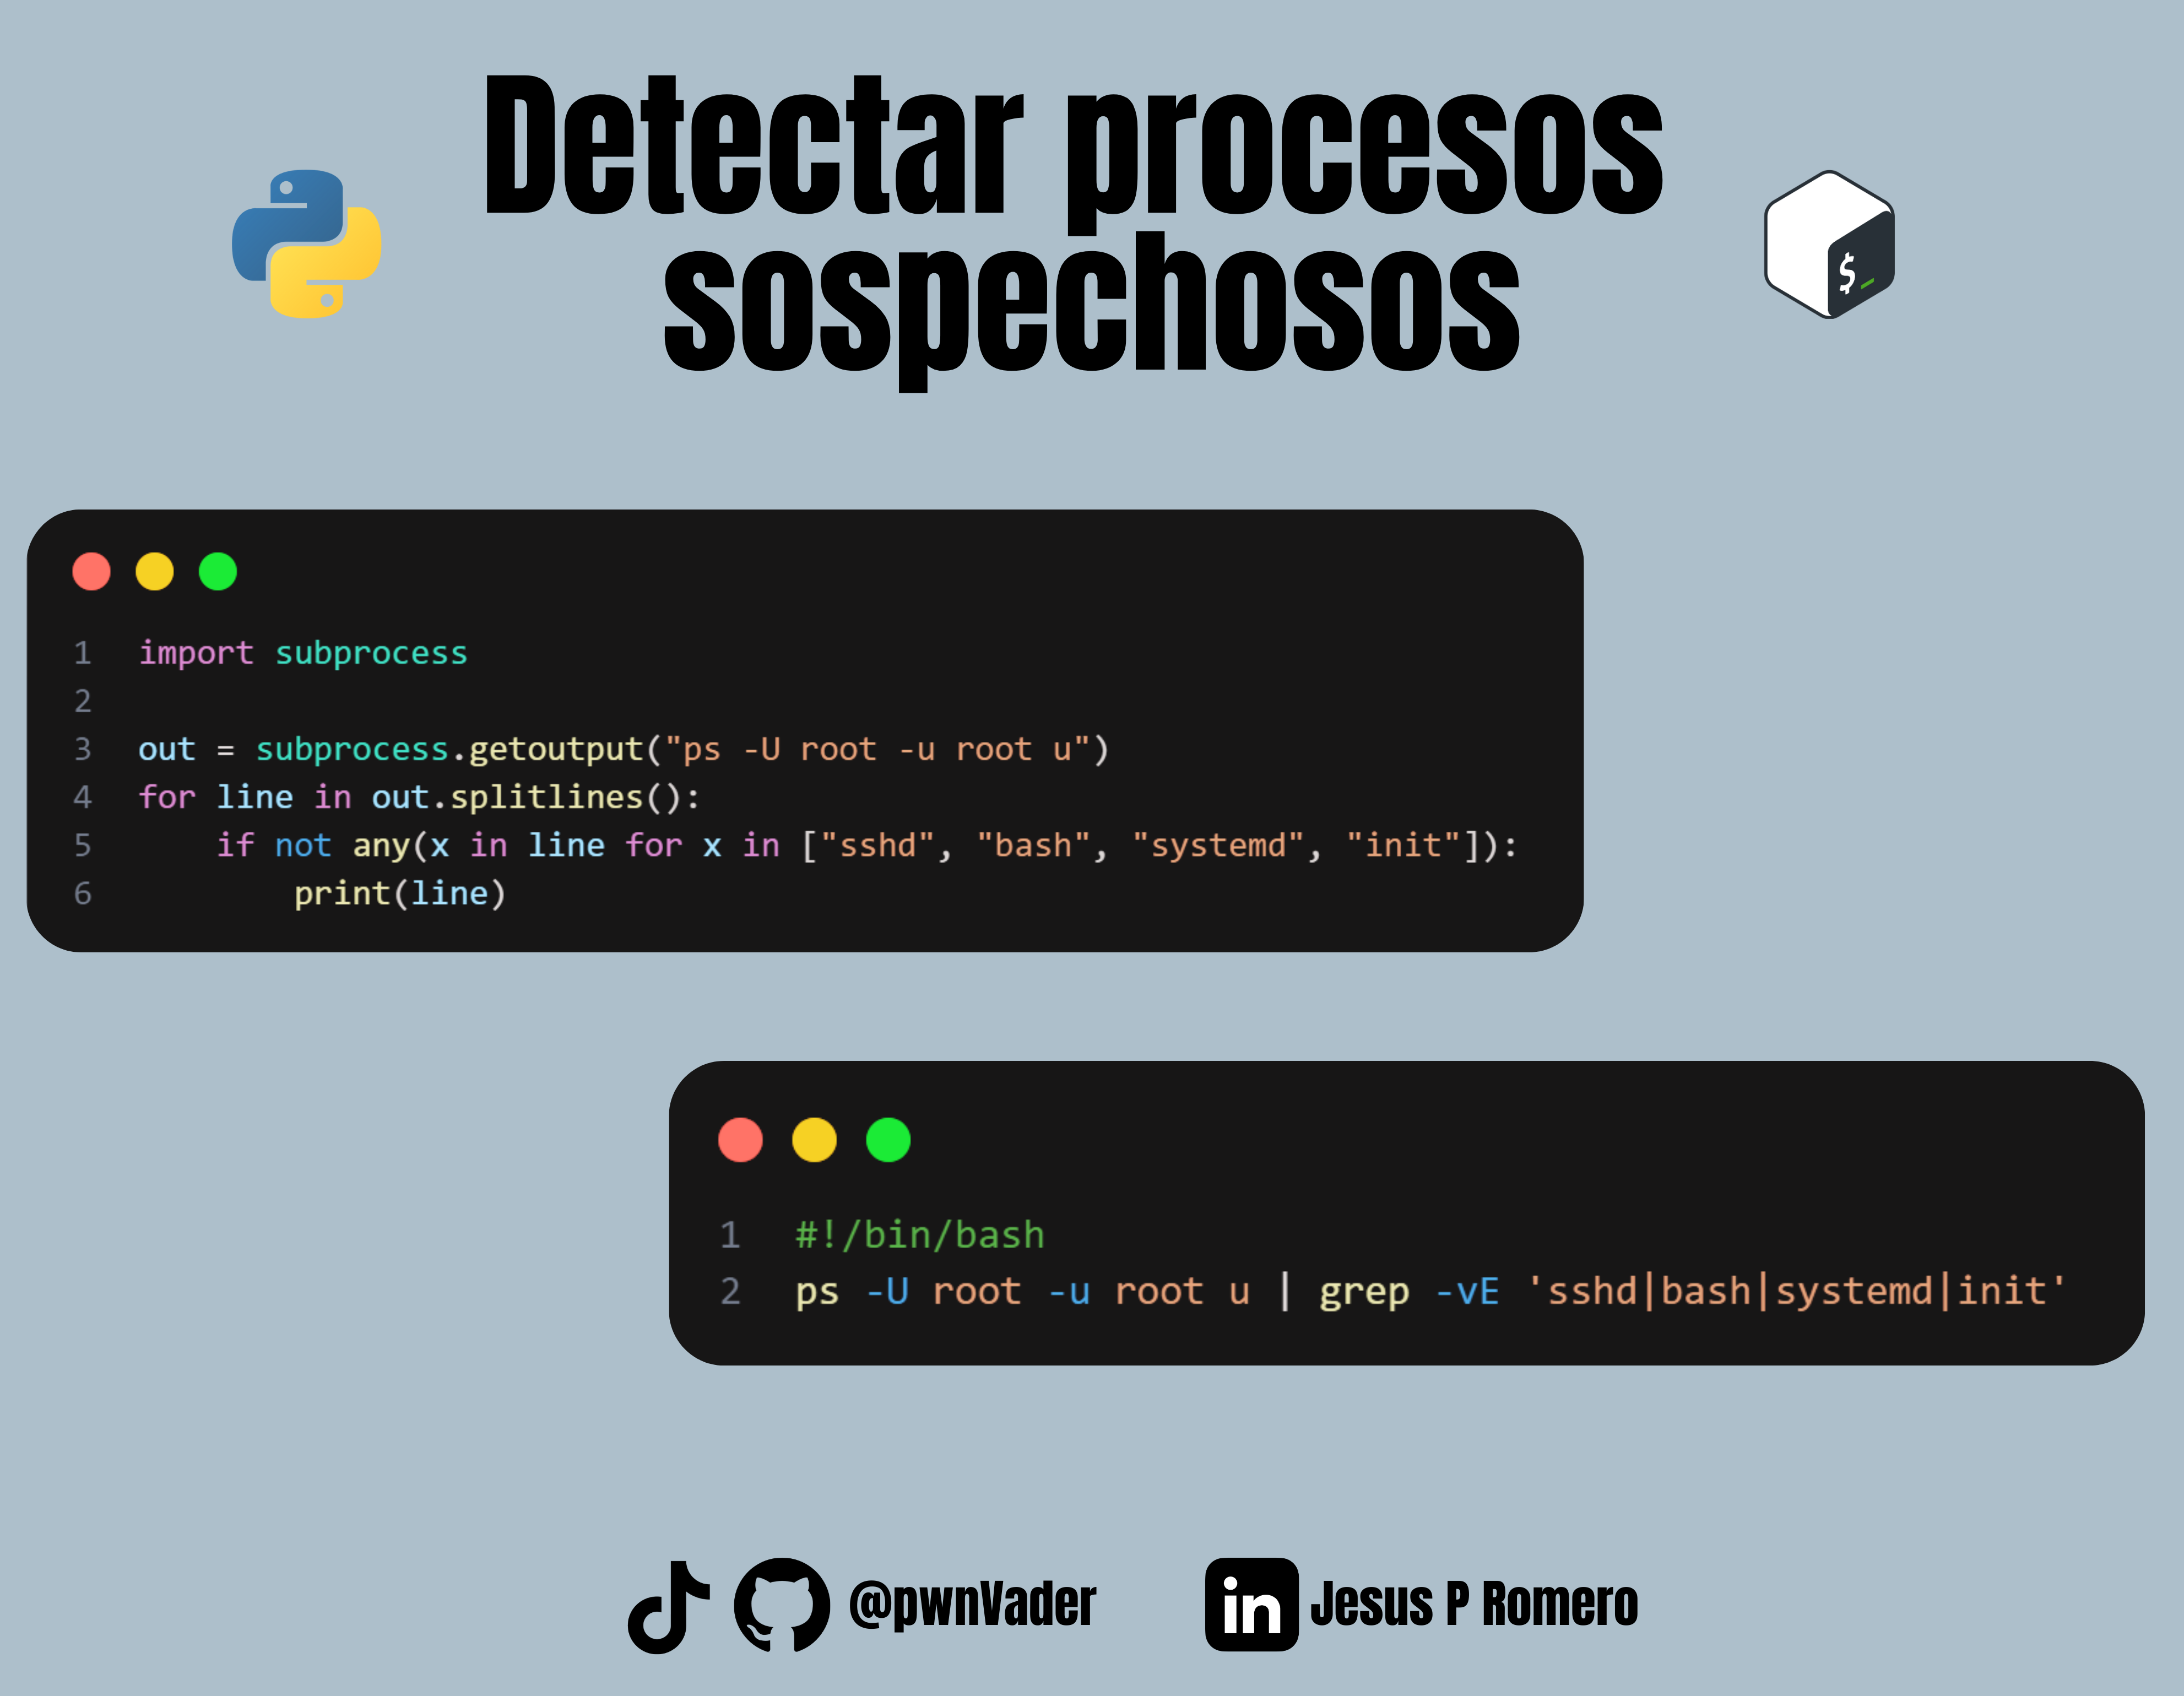 Detectar procesos
sospechosos
$_
1 import subprocess
2
3 out = subprocess.getoutput("ps -U root -u root u")
4 for line in out.splitlines():
5     if not any(x in line for x in ["sshd", "bash", "systemd", "init"]):
6         print(line)
1 #!/bin/bash
2 ps -U root -u root u | grep -vE 'sshd|bash|systemd|init'
@pwnVader
in Jesus P Romero